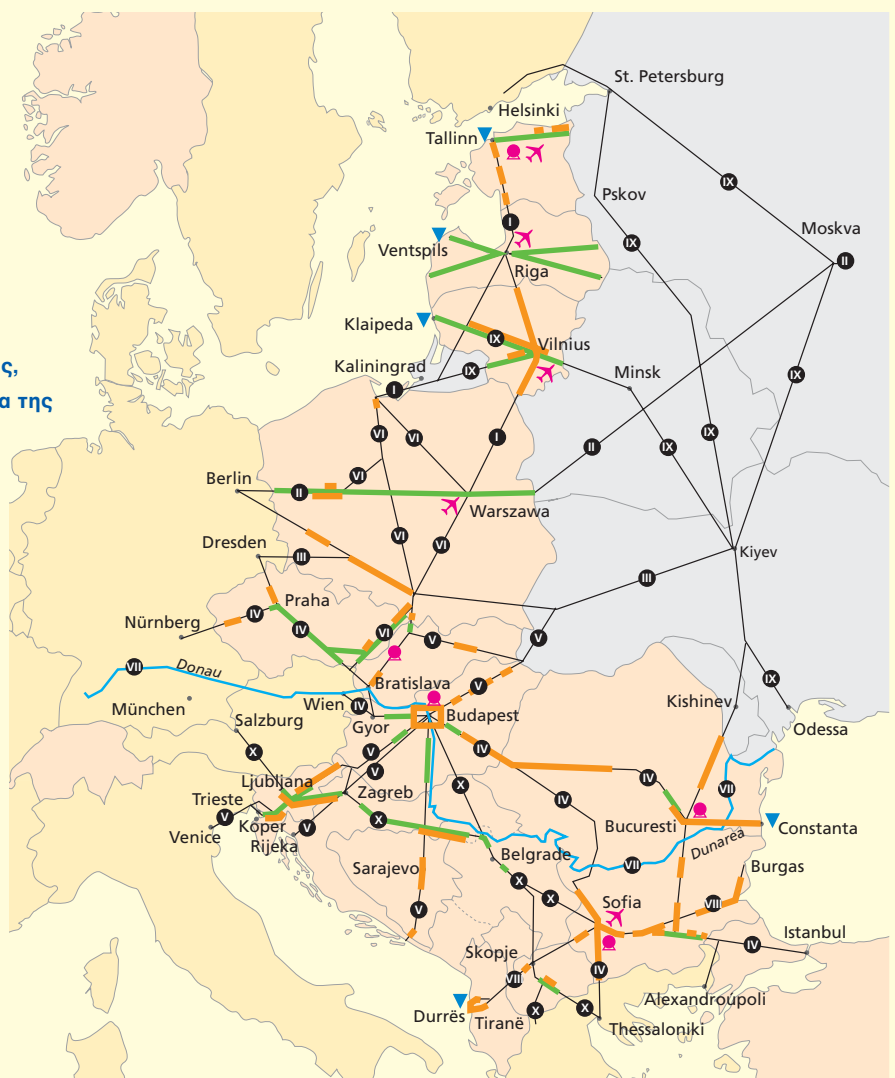 St. Petersburg
Helsinki
Tallinn
IX
Pskov
Moskva
I
IX
II
Ventspils
Riga
Klaipeda
IX
Vilnius
ς,
Kaliningrad
IX
Minsk
IX
α της
I
VI
VI
I
IX
IX
II
Berlin
II
VI
Warszawa
VI
VI
Dresden
III
Kiyev
III
Praha
IV
IV
Nürnberg
VI
V
V
VII
Donau
Bratislava
V
IX
München
Wien
IV
Gyor
Budapest
Kishinev
Odessa
Salzburg
X
V
V
IV
IV
VII
Ljubljana
Zagreb
X
IV
Trieste
V
Koper
V
X
Bucuresti
Constanta
Venice
Rijeka
Dunarea
Belgrade
VII
Burgas
Sarajevo
X
X
V
Sofia
VIII
Istanbul
IV
Skopje
VII
IV
Alexandroúpoli
Durrës
Tiranë
X
X
Thessaloniki